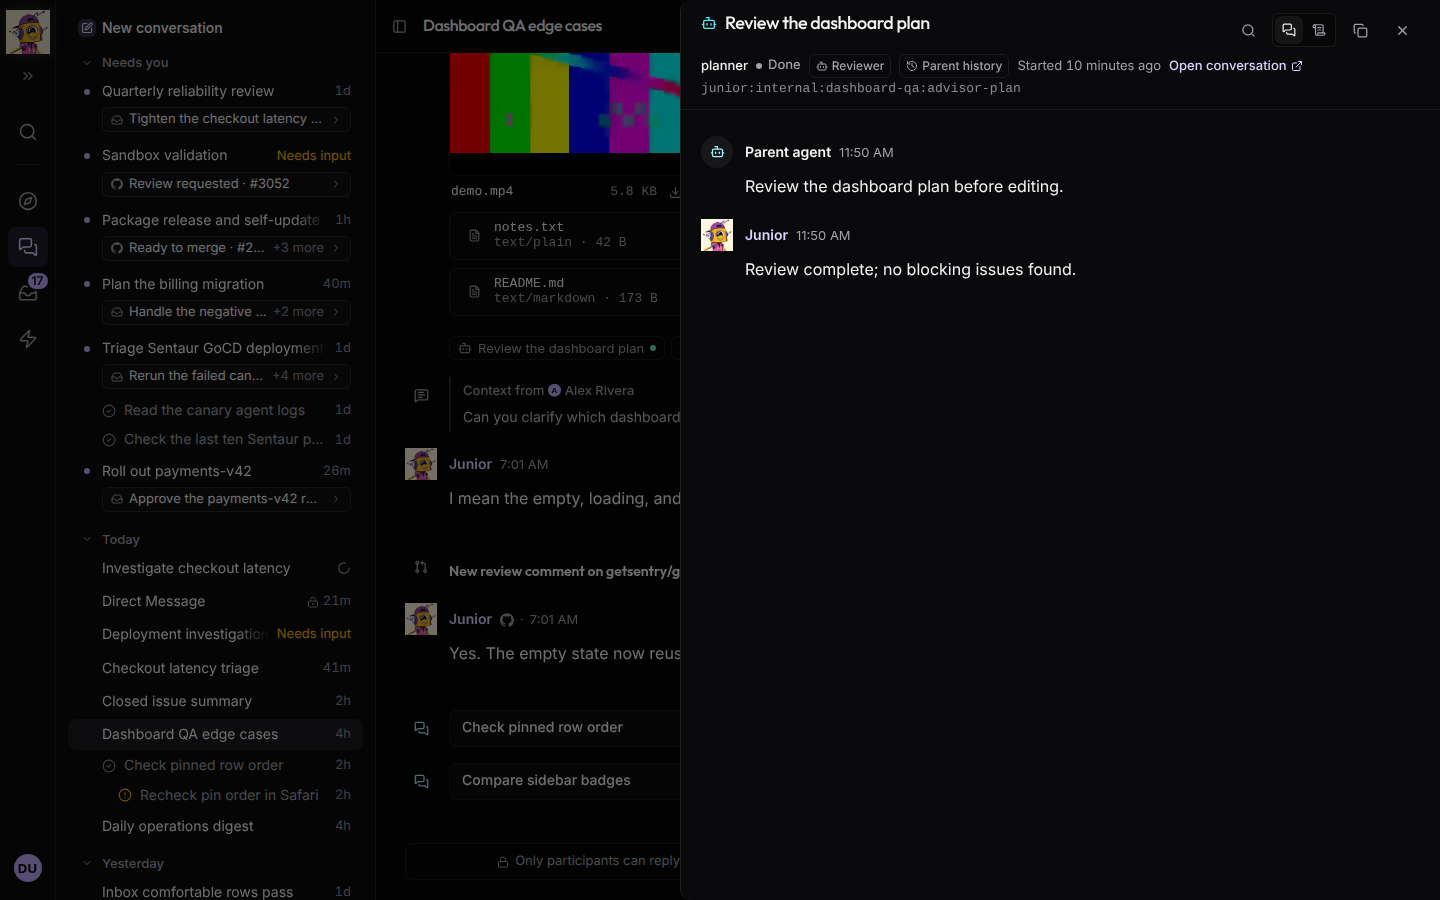 New conversation
Needs you
Quarterly reliability review 1d
Tighten the checkout latency ...
Sandbox validation Needs input
Review requested · #3052
Package release and self-update 1h
Ready to merge · #2... +3 more
17
Plan the billing migration 40m
Handle the negative ... +2 more
Triage Sentaur GoCD deployment 1d
Rerun the failed can... +4 more
Read the canary agent logs 1d
Check the last ten Sentaur p... 1d
Roll out payments-v42 26m
Approve the payments-v42 r...
Today
Investigate checkout latency
Direct Message 21m
Deployment investigation Needs input
Checkout latency triage 41m
Closed issue summary 2h
Dashboard QA edge cases 4h
Check pinned row order 2h
Recheck pin order in Safari 2h
Daily operations digest 4h
Yesterday
Inbox comfortable rows pass 1d
DU
Dashboard QA edge cases
demo.mp4 5.8 KB
notes.txt
text/plain · 42 B
README.md
text/markdown · 173 B
Review the dashboard plan
Context from A Alex Rivera
Can you clarify which dashboard
Junior 7:01 AM
I mean the empty, loading, and
New review comment on getsentry/g
Junior · 7:01 AM
Yes. The empty state now reus
Check pinned row order
Compare sidebar badges
Only participants can reply
Review the dashboard plan
planner Done Reviewer Parent history Started 10 minutes ago Open conversation
junior:internal:dashboard-qa:advisor-plan
Parent agent 11:50 AM
Review the dashboard plan before editing.
Junior 11:50 AM
Review complete; no blocking issues found.